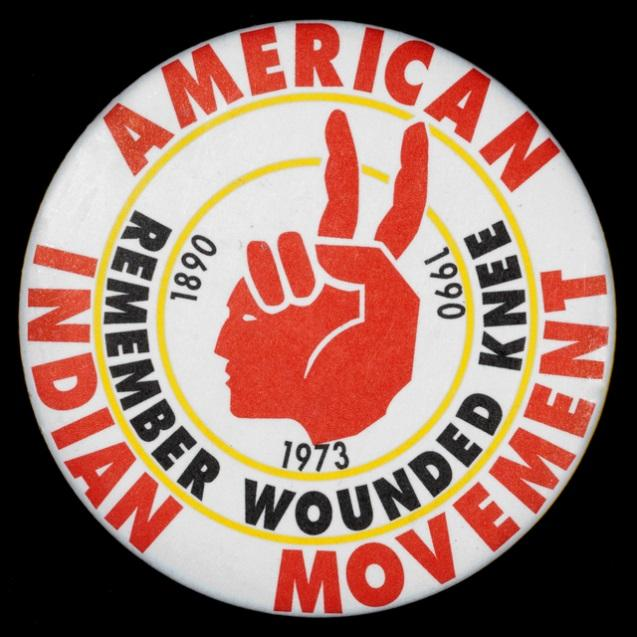 AMERICAN
INDIAN MOVEMENT
REMEMBER WOUNDED KNEE
1890
1990
1973